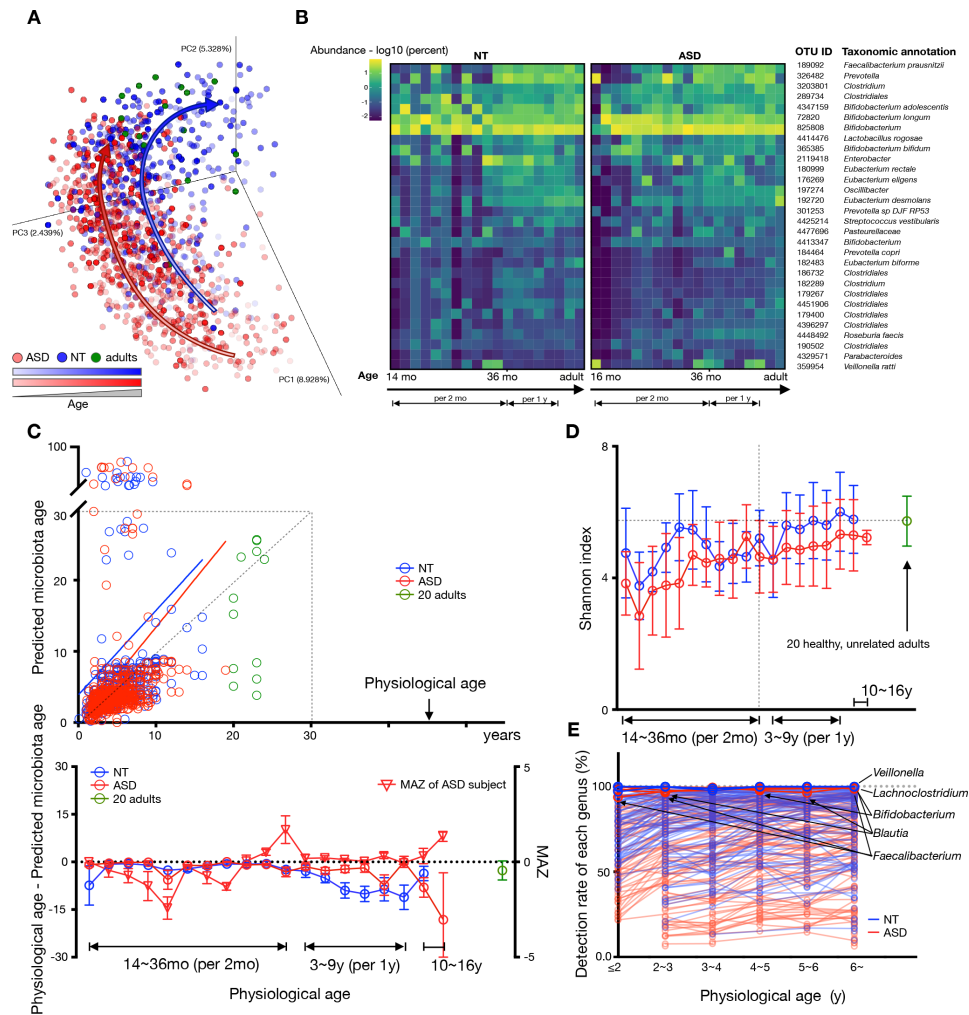 A
PC2 (5.328%)
PC3 (2.439%)
PC1 (8.928%)
ASD NT adults
Age
B
Abundance - log10 (percent)
2
1
0
-1
-2
NT
ASD
OTU ID Taxonomic annotation
189092 Faecalibacterium prausnitzii
326482 Prevotella
3203801 Clostridium
289734 Clostridiales
4347159 Bifidobacterium adolescentis
72820 Bifidobacterium longum
825808 Bifidobacterium
4414476 Lactobacillus rogosae
365385 Bifidobacterium bifidum
2119418 Enterobacter
180999 Eubacterium rectale
176269 Eubacterium eligens
197274 Oscillibacter
192720 Eubacterium desmolans
301253 Prevotella sp DJF RP53
4425214 Streptococcus vestibularis
4477696 Pasteurellaceae
4413347 Bifidobacterium
184464 Prevotella copri
182483 Eubacterium biforme
186732 Clostridiales
182289 Clostridium
179267 Clostridiales
4451906 Clostridiales
179400 Clostridiales
4396297 Clostridiales
4448492 Roseburia faecis
190502 Clostridiales
4329571 Parabacteroides
359954 Veillonella ratti
Age 14 mo 36 mo adult 16 mo 36 mo adult
per 2 mo per 1 y per 2 mo per 1 y
C
Predicted microbiota age
100
30
20
10
0
NT
ASD
20 adults
Physiological age
0 10 20 30 years
Physiological age - Predicted microbiota age
30
15
0
-15
-30
NT
ASD
20 adults
MAZ of ASD subject
5
0
-5
MAZ
14~36mo (per 2mo) 3~9y (per 1y) 10~16y
Physiological age
D
Shannon index
8
4
0
20 healthy, unrelated adults
10~16y
14~36mo (per 2mo) 3~9y (per 1y)
E
Detection rate of each genus (%)
100
50
0
Veillonella
Lachnoclostridium
Bifidobacterium
Blautia
Faecalibacterium
NT
ASD
≤2 2~3 3~4 4~5 5~6 6~
Physiological age (y)